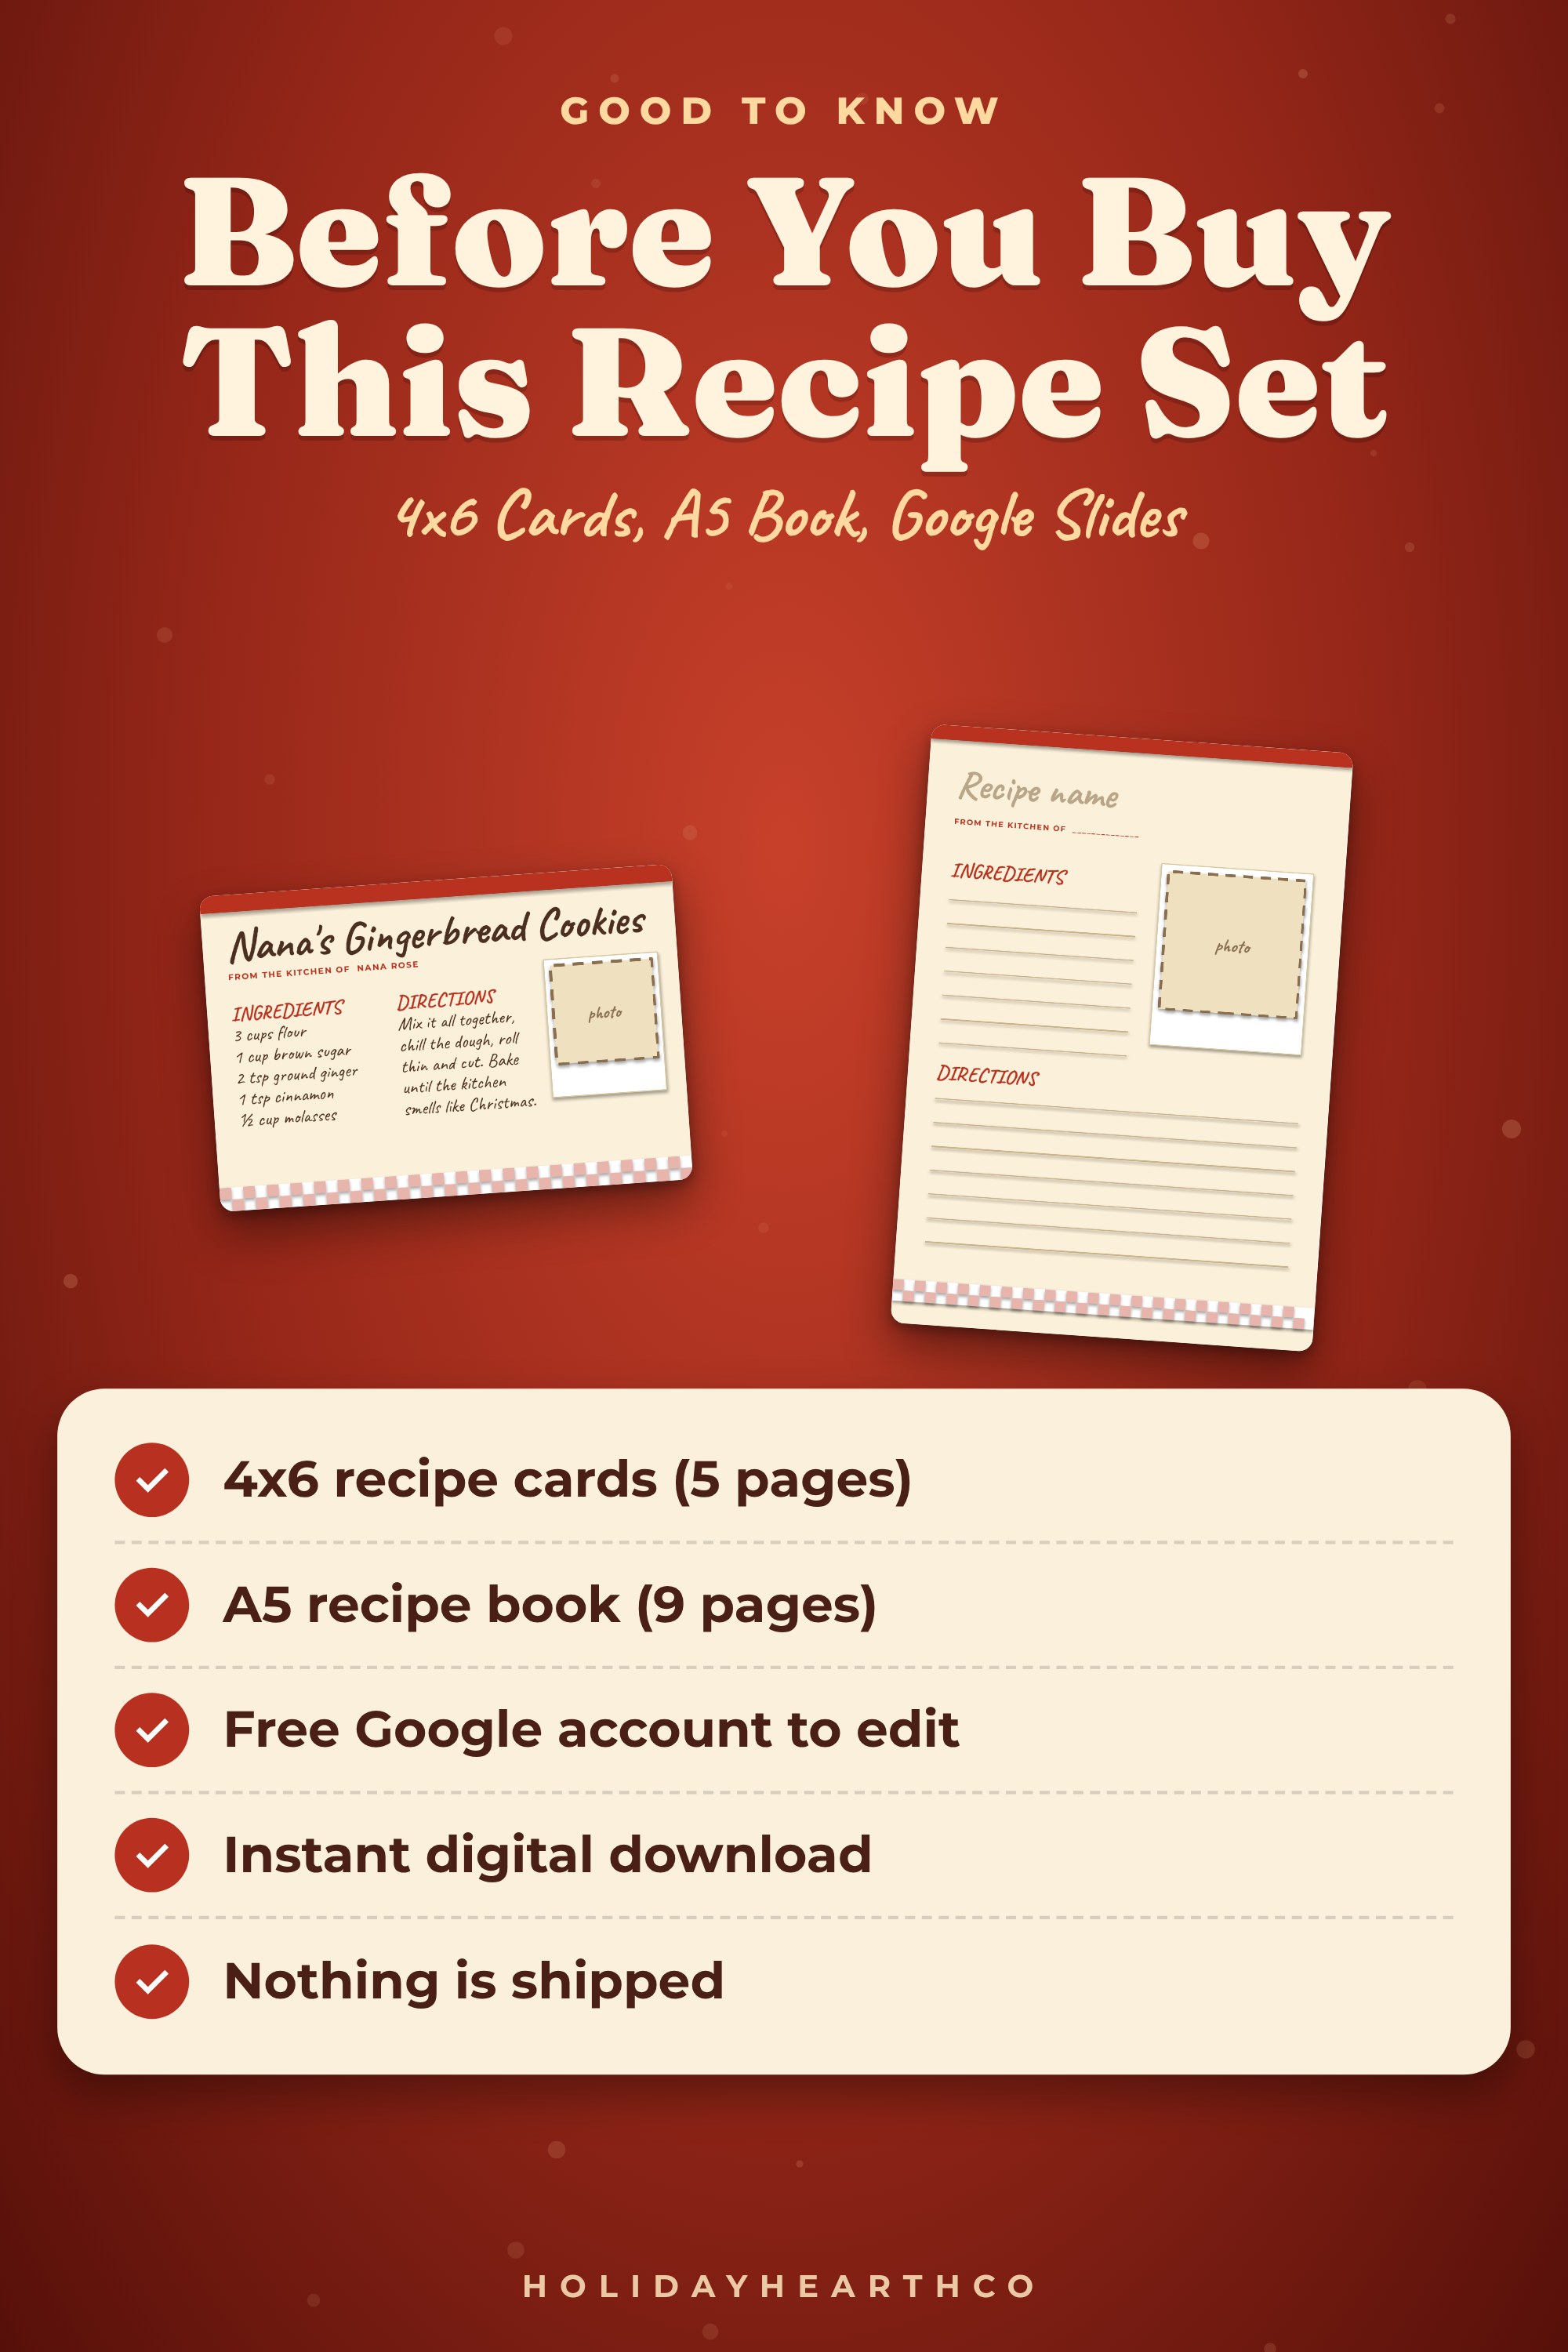 GOOD TO KNOW
Before You Buy
This Recipe Set
4x6 Cards, A5 Book, Google Slides
Nana's Gingerbread Cookies
FROM THE KITCHEN OF NANA ROSE
INGREDIENTS
3 cups flour
1 cup brown sugar
2 tsp ground ginger
1 tsp cinnamon
½ cup molasses
DIRECTIONS
Mix it all together,
chill the dough, roll
thin and cut. Bake
until the kitchen
smells like Christmas.
photo
Recipe name
FROM THE KITCHEN OF ______________
INGREDIENTS
photo
DIRECTIONS
4x6 recipe cards (5 pages)
A5 recipe book (9 pages)
Free Google account to edit
Instant digital download
Nothing is shipped
HOLIDAYHEARTHCO